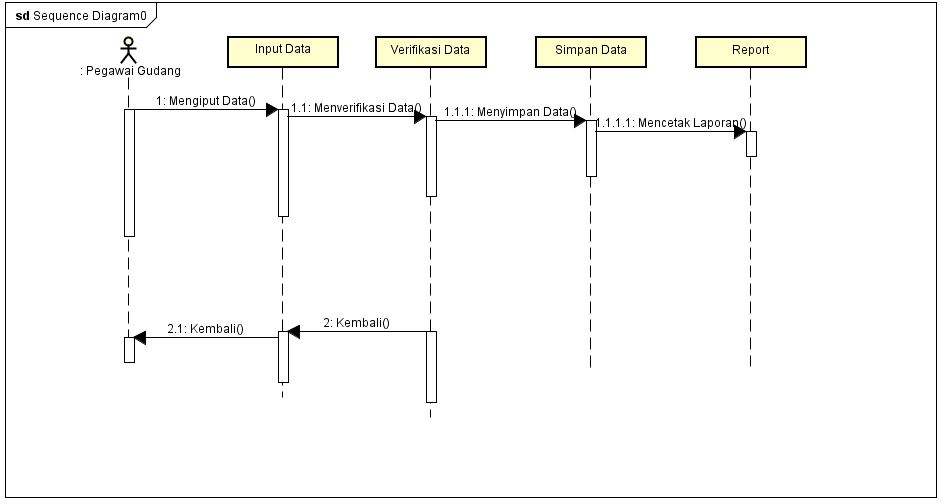 sd Sequence Diagram0
: Pegawai Gudang
Input Data
Verifikasi Data
Simpan Data
Report
1: Mengiput Data()
1.1: Menverifikasi Data()
1.1.1: Menyimpan Data()
1.1.1.1: Mencetak Laporan()
2: Kembali()
2.1: Kembali()